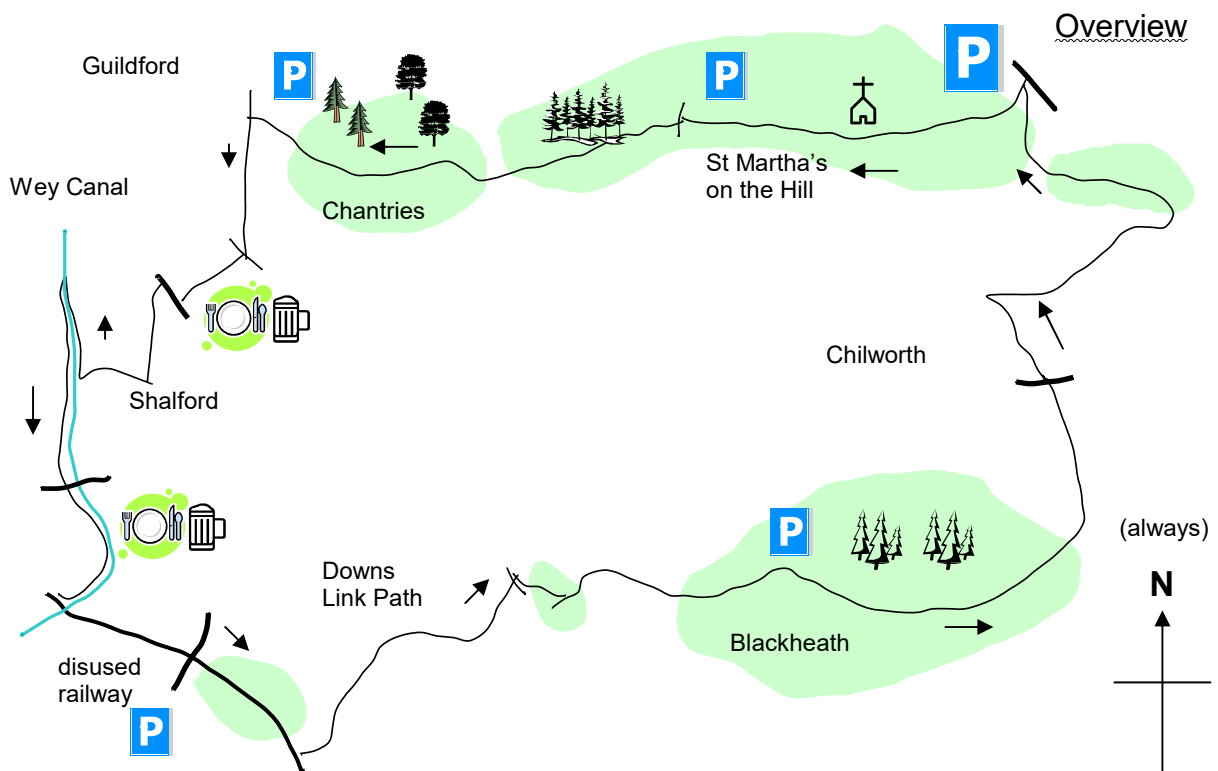 Overview
Guildford
P
P
P
Wey Canal
St Martha's
on the Hill
Chantries
Chilworth
Shalford
P
(always)
Downs
Link Path
N
Blackheath
disused
railway
P